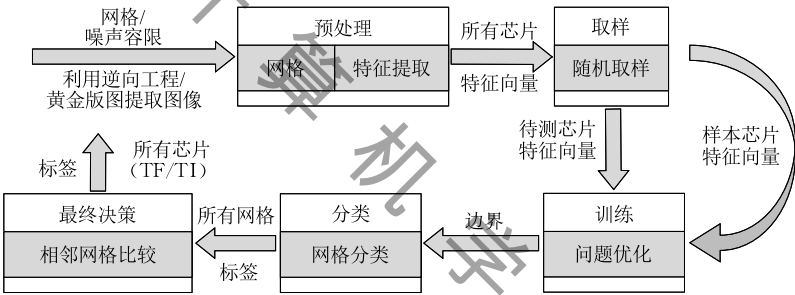 网格/
噪声容限
利用逆向工程/
黄金版图提取图像
预处理
网格
特征提取
所有芯片
特征向量
取样
随机取样
待测芯片
特征向量
样本芯片
特征向量
训练
问题优化
边界
分类
网格分类
所有网格
标签
最终决策
相邻网格比较
标签
所有芯片
(TF/TI)
算
机
学